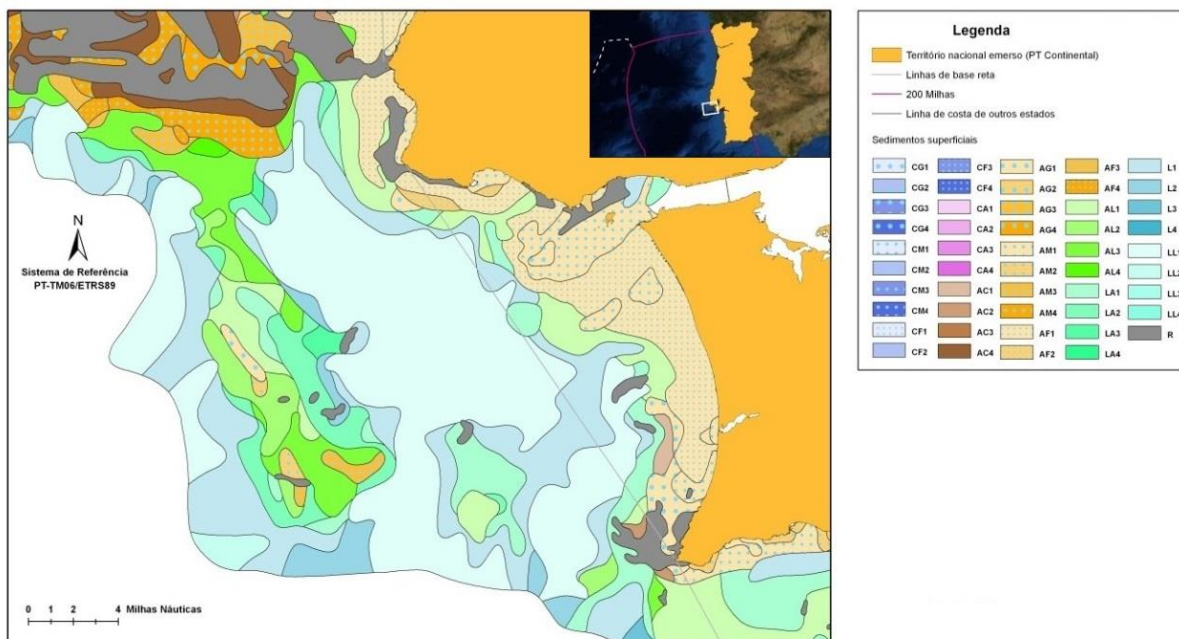 N
Sistema de Referência
PT-TM06/ETRS89
0 1 2 4 Milhas Náuticas
Legenda
Território nacional emerso (PT Continental)
Linhas de base reta
200 Milhas
Linha de costa de outros estados
Sedimentos superficiais
CG1
CG2
CG3
CG4
CM1
CM2
CM3
CM4
CF1
CF2
CF3
CF4
CA1
CA2
CA3
CA4
AC1
AC2
AC3
AC4
AG1
AG2
AG3
AG4
AM1
AM2
AM3
AM4
AF1
AF2
AF3
AF4
AL1
AL2
AL3
AL4
LA1
LA2
LA3
LA4
L1
L2
L3
L4
LL1
LL2
LL3
LL4
R